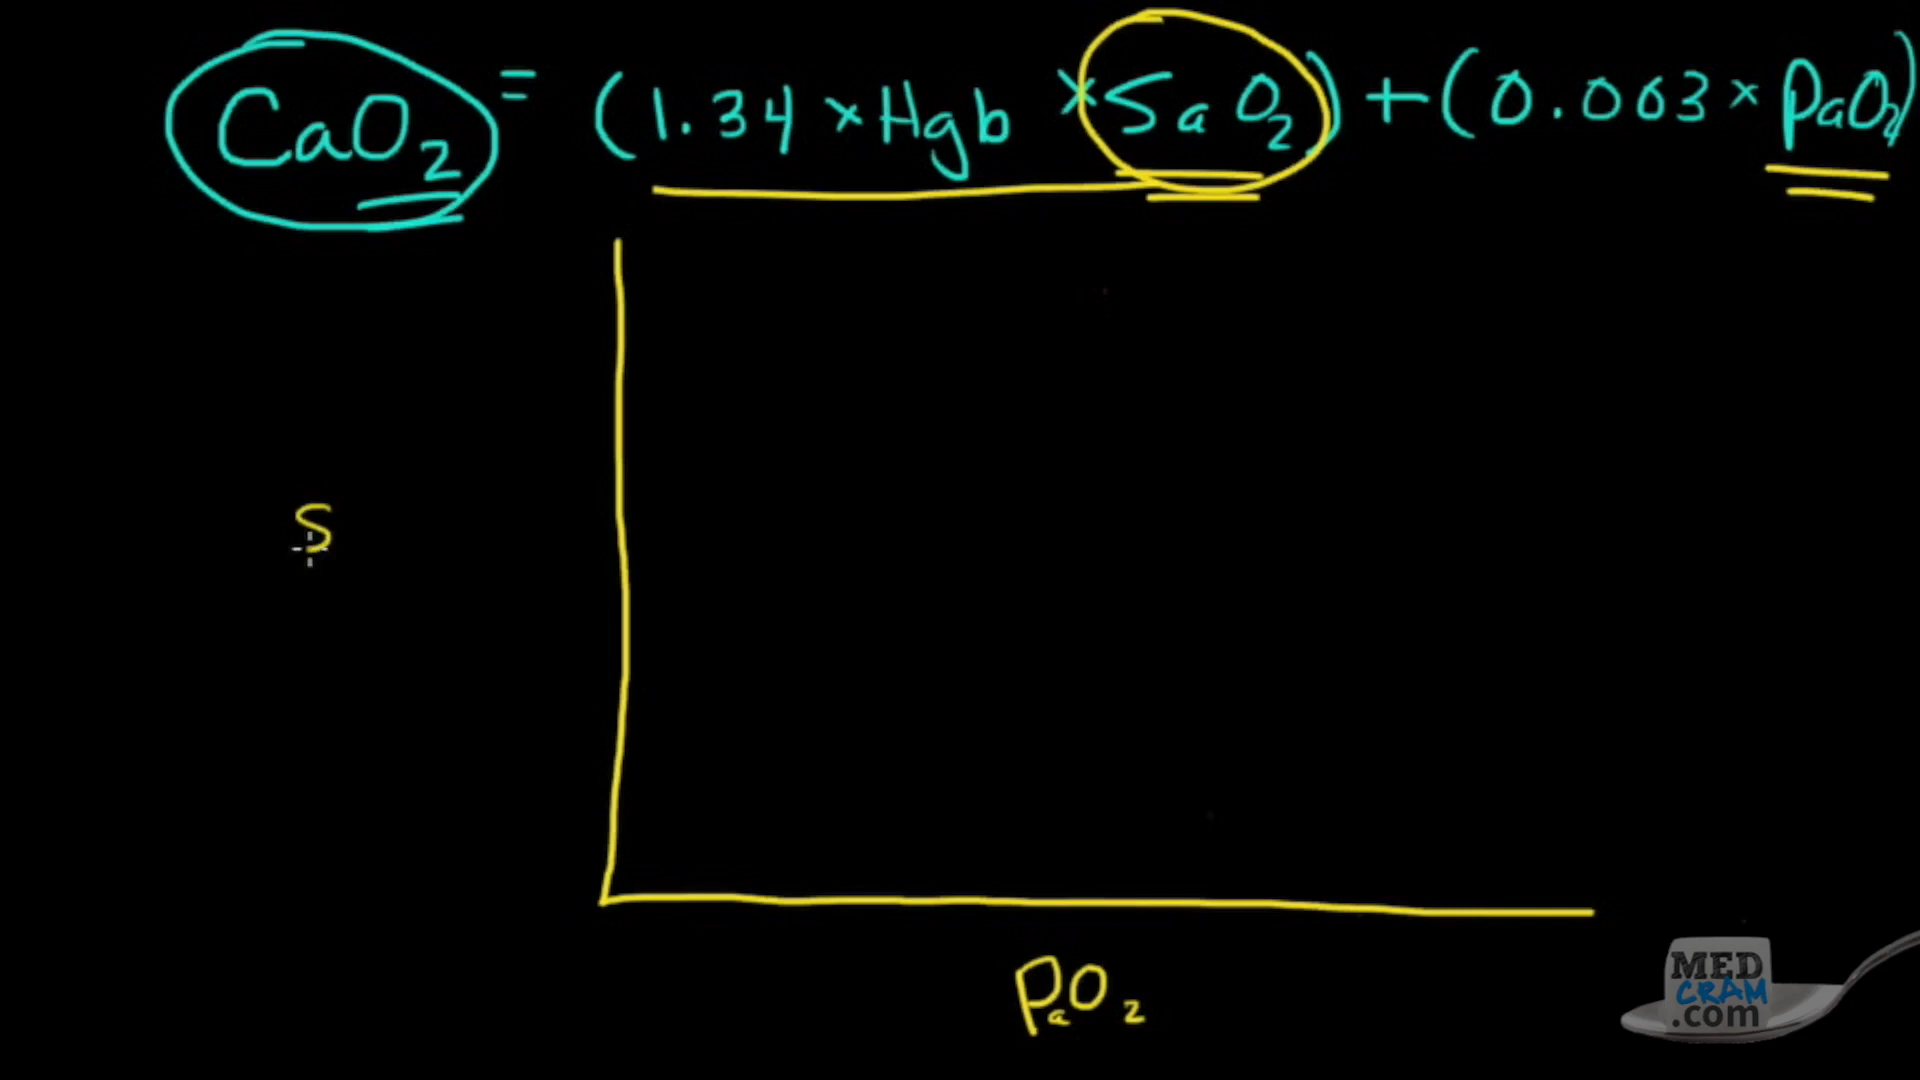 CaO₂ = (1.34 × Hgb × SaO₂) + (0.003 × PaO₂)
S
PaO₂
MED
CRAM
.com